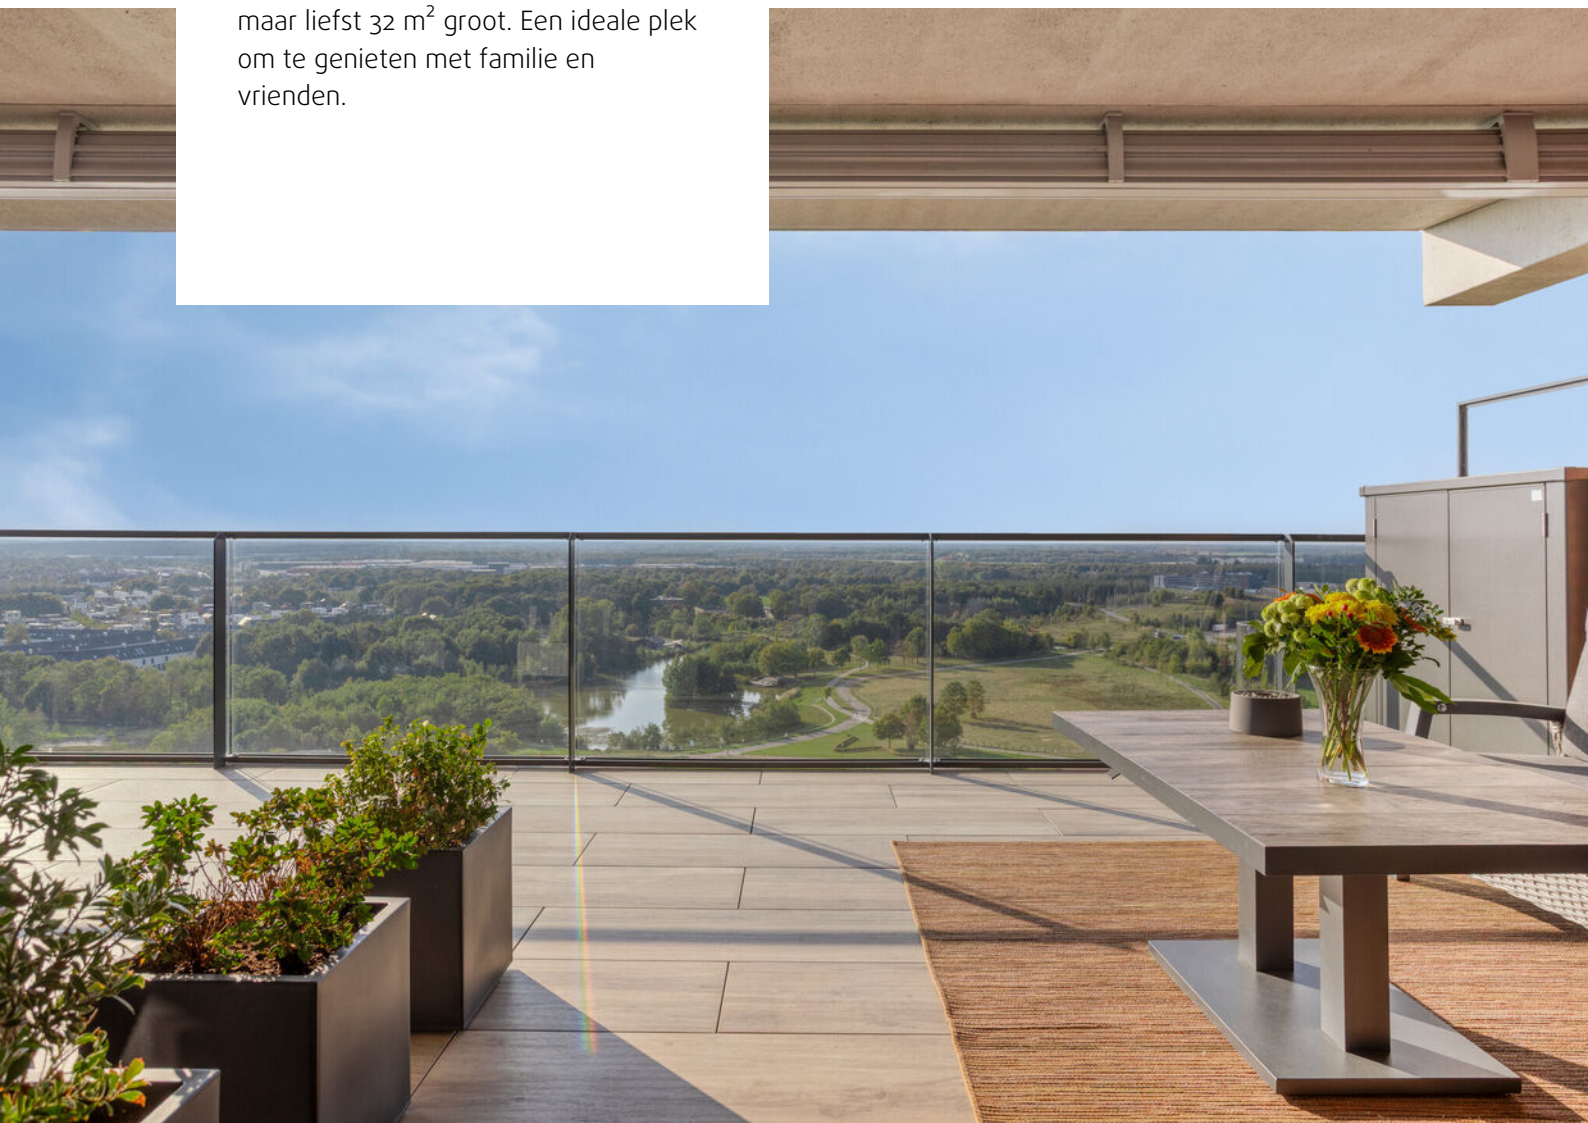 maar liefst 32 m² groot. Een ideale plek
om te genieten met familie en
vrienden.